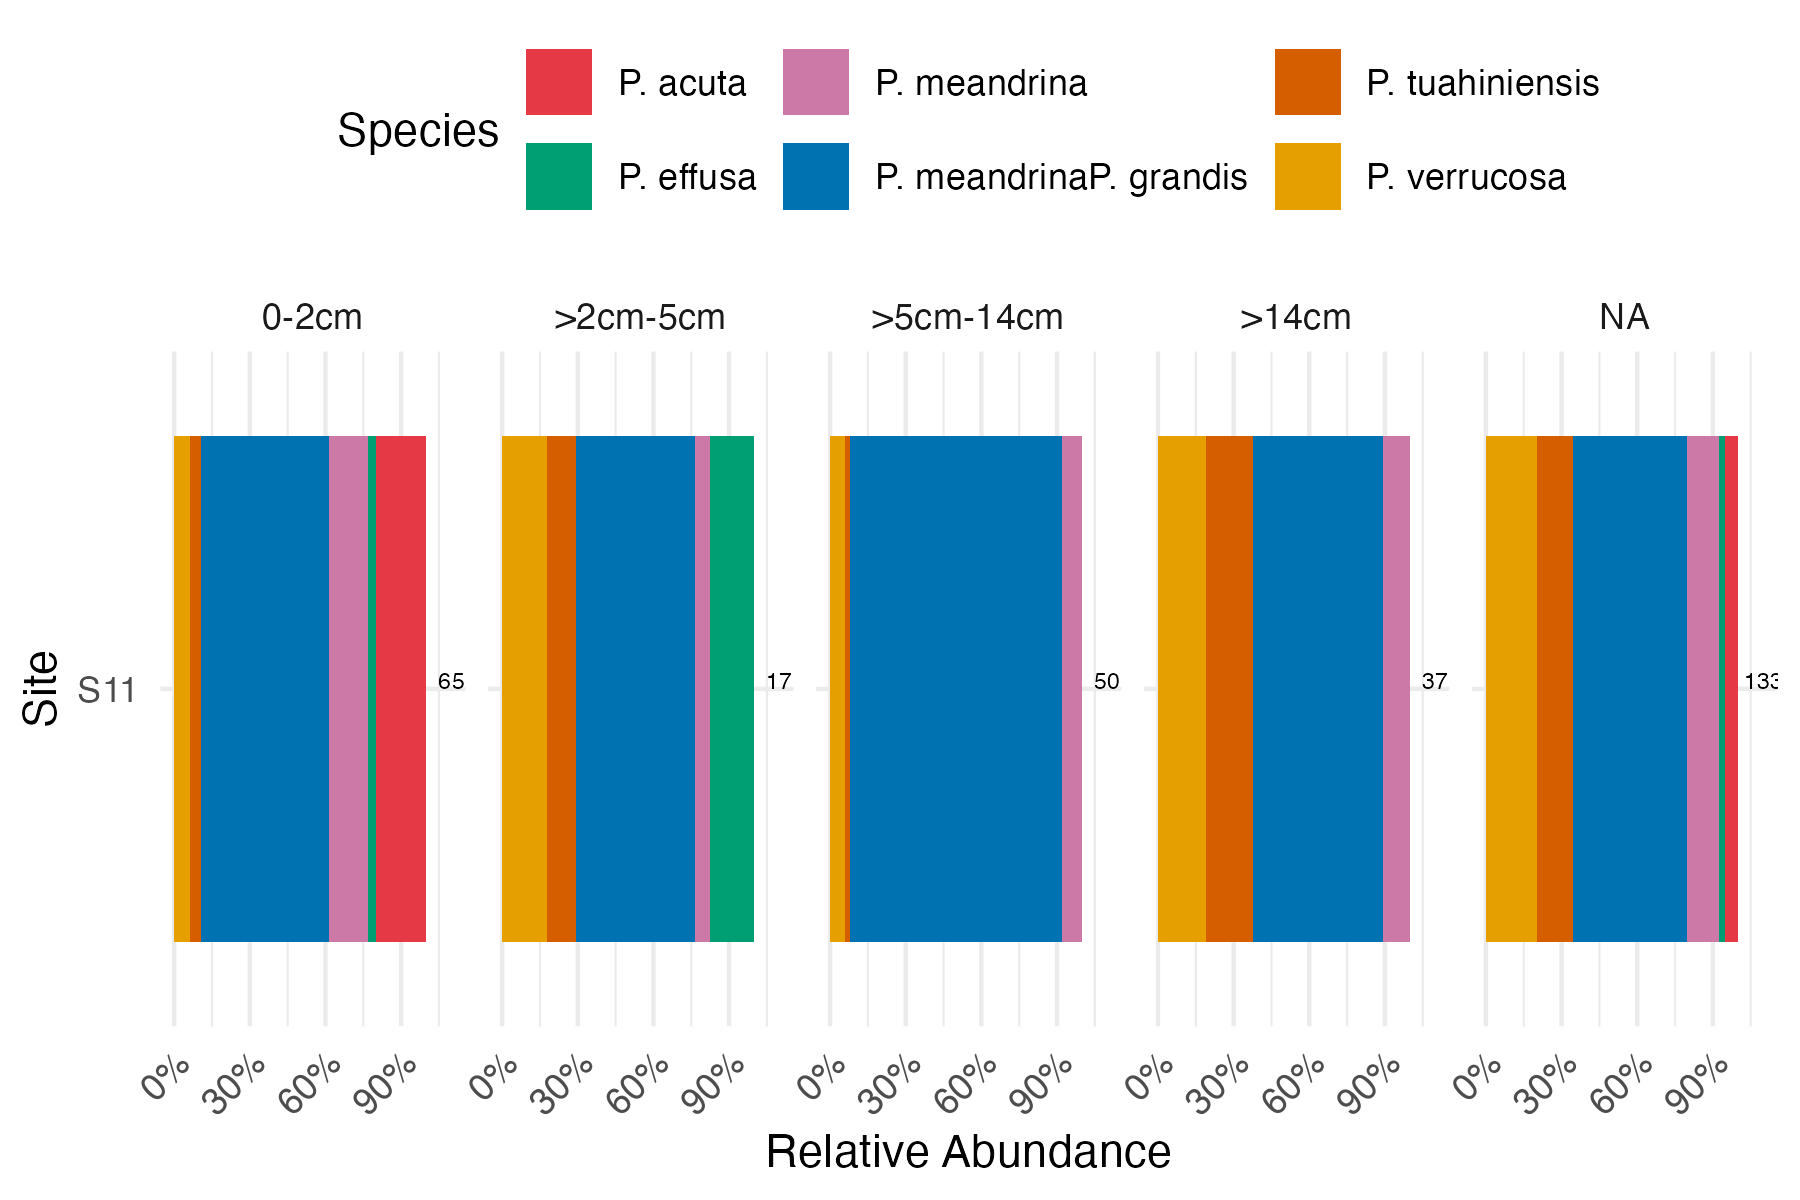 Species
P. acuta
P. meandrina
P. tuahiniensis
P. effusa
P. meandrinaP. grandis
P. verrucosa
0-2cm
>2cm-5cm
>5cm-14cm
>14cm
NA
Site
S11
65
17
50
37
133
0% 30% 60% 90%
0% 30% 60% 90%
0% 30% 60% 90%
0% 30% 60% 90%
0% 30% 60% 90%
Relative Abundance